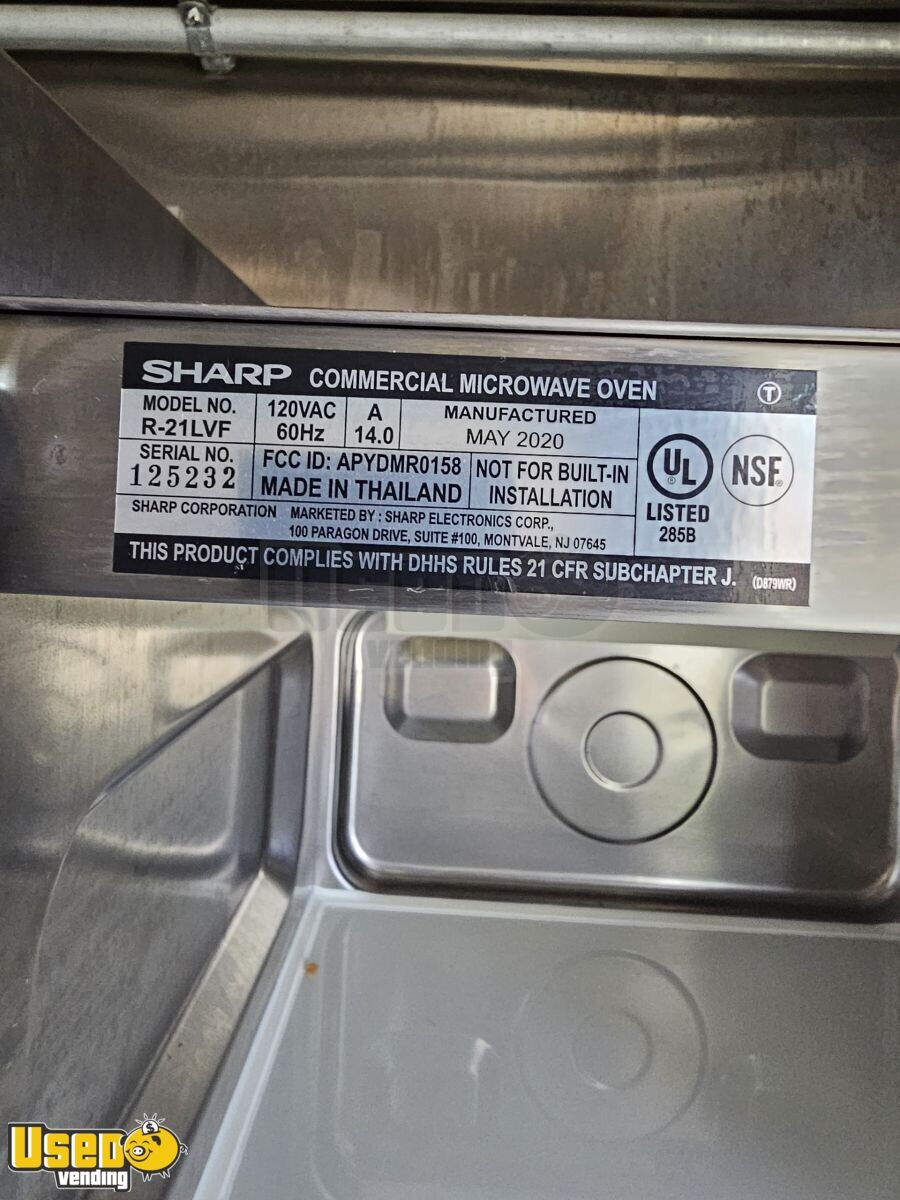 SHARP COMMERCIAL MICROWAVE OVEN T
MODEL NO.
R-21LVF
120VAC
60Hz
A
14.0
MANUFACTURED
MAY 2020
SERIAL NO.
125232
FCC ID: APYDMR0158
MADE IN THAILAND
NOT FOR BUILT-IN
INSTALLATION
UL
LISTED
285B
NSF
SHARP CORPORATION MARKETED BY : SHARP ELECTRONICS CORP.,
100 PARAGON DRIVE, SUITE #100, MONTVALE, NJ 07645
THIS PRODUCT COMPLIES WITH DHHS RULES 21 CFR SUBCHAPTER J. (D879WR)
USED
vending